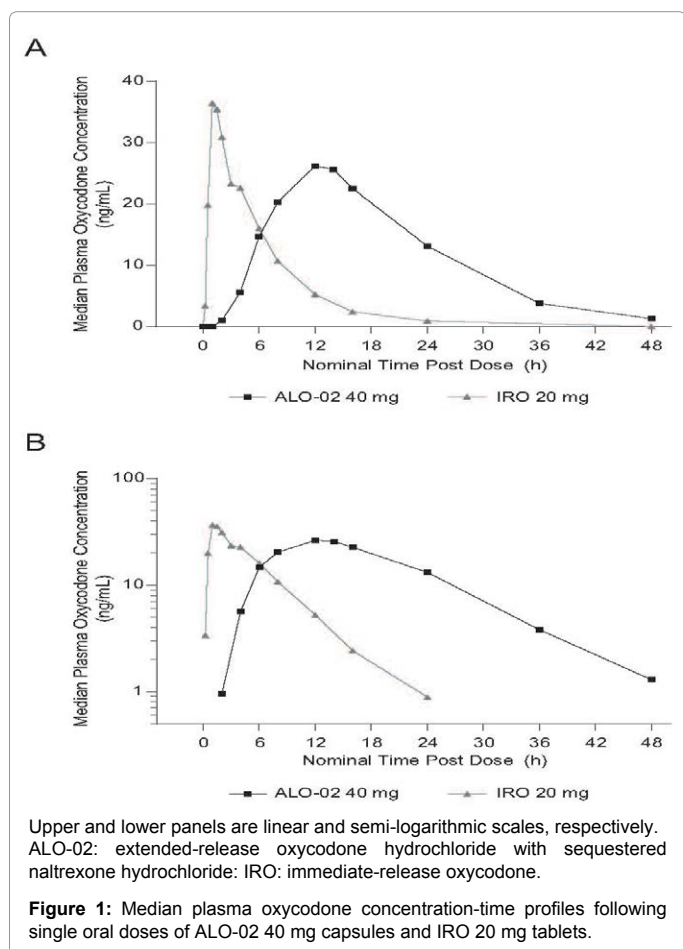 A
Median Plasma Oxycodone Concentration
(ng/mL)
40
30
20
10
0
0 6 12 18 24 30 36 42 48
Nominal Time Post Dose (h)
ALO-02 40 mg IRO 20 mg
B
Median Plasma Oxycodone Concentration
(ng/mL)
100
10
1
0 6 12 18 24 30 36 42 48
Nominal Time Post Dose (h)
ALO-02 40 mg IRO 20 mg
Upper and lower panels are linear and semi-logarithmic scales, respectively.
ALO-02: extended-release oxycodone hydrochloride with sequestered
naltrexone hydrochloride: IRO: immediate-release oxycodone.
Figure 1: Median plasma oxycodone concentration-time profiles following
single oral doses of ALO-02 40 mg capsules and IRO 20 mg tablets.